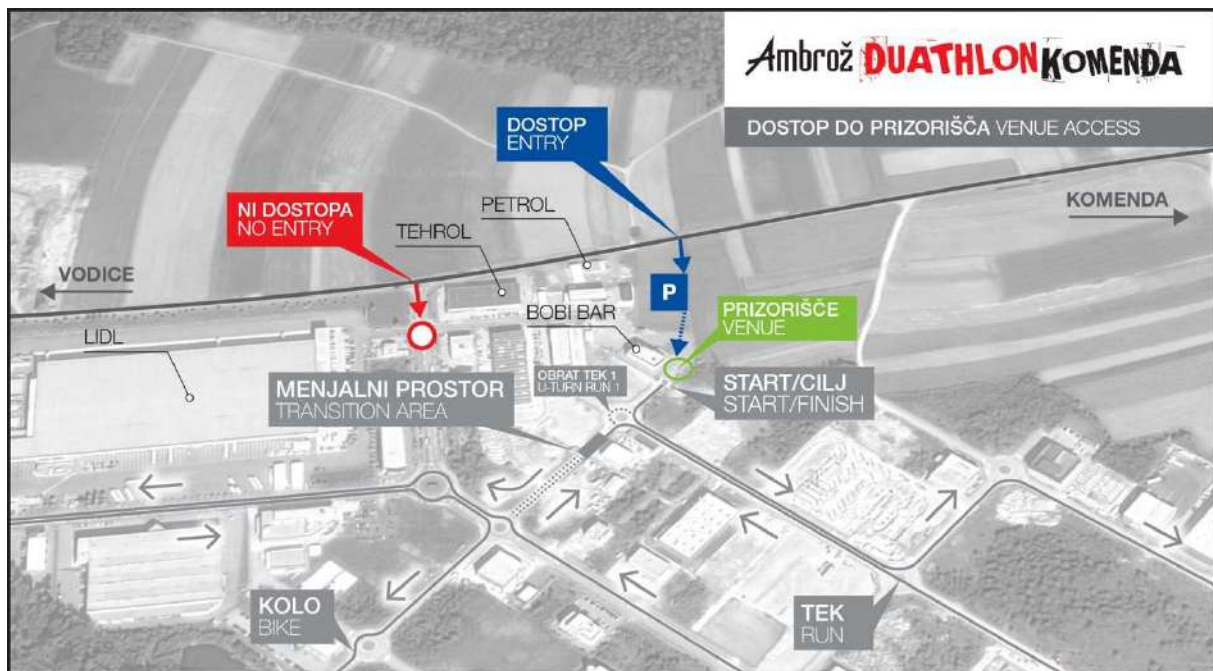 Ambrož DUATHLON KOMENDA
DOSTOP DO PRIZORIŠČA VENUE ACCESS
DOSTOP
ENTRY
KOMENDA
NI DOSTOPA
NO ENTRY
PETROL
TEHROL
VODICE
P
PRIZORIŠČE
VENUE
BOBI BAR
LIDL
OBRAT TEK 1
U-TURN RUN 1
START/CILJ
START/FINISH
MENJALNI PROSTOR
TRANSITION AREA
KOLO
BIKE
TEK
RUN